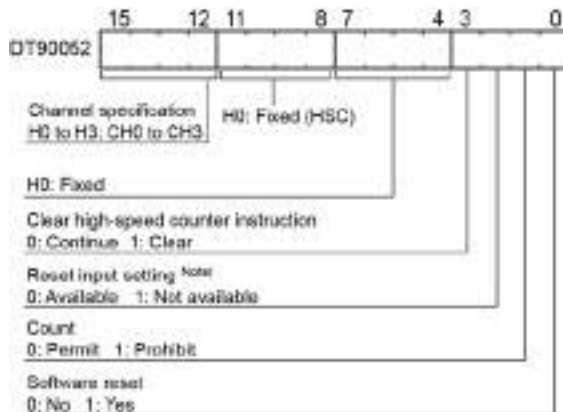 15 12 11 8 7 4 3 0
DT90052
Channel specification
H0 to H3: CH0 to CH3
H0: Fixed (HSC)
H0: Fixed
Clear high-speed counter instruction
0: Continue 1: Clear
Reset input setting Note)
0: Available 1: Not available
Count
0: Permit 1: Prohibit
Software reset
0: No 1: Yes